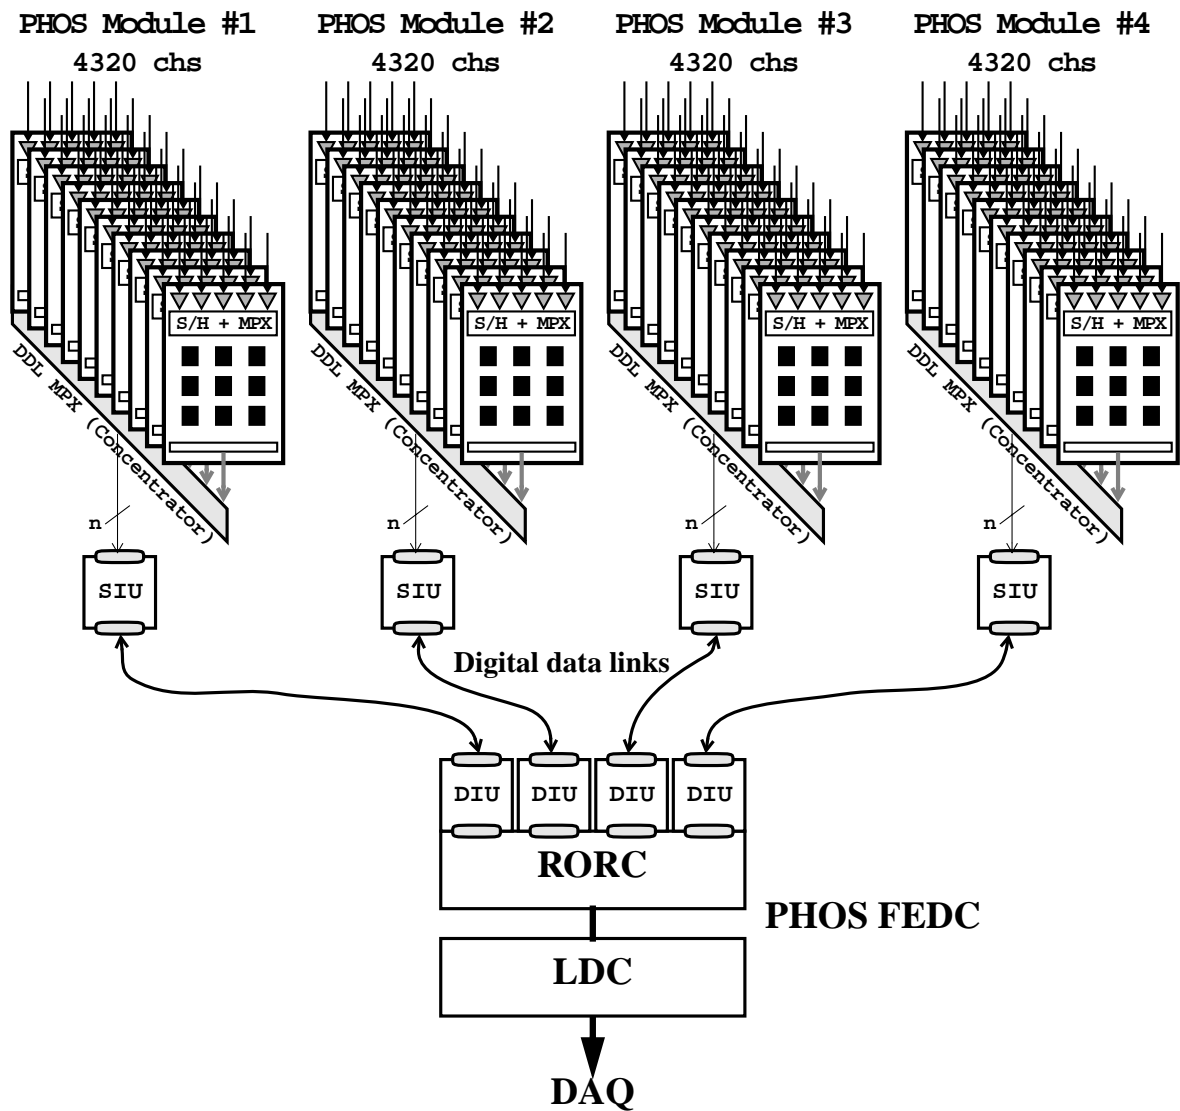 PHOS Module #1 PHOS Module #2 PHOS Module #3 PHOS Module #4
4320 chs 4320 chs 4320 chs 4320 chs
S/H + MPX S/H + MPX S/H + MPX S/H + MPX
DDL MPX (Concentrator) DDL MPX (Concentrator) DDL MPX (Concentrator) DDL MPX (Concentrator)
n n n n
SIU SIU SIU SIU
Digital data links
DIU DIU DIU DIU
RORC
PHOS FEDC
LDC
DAQ